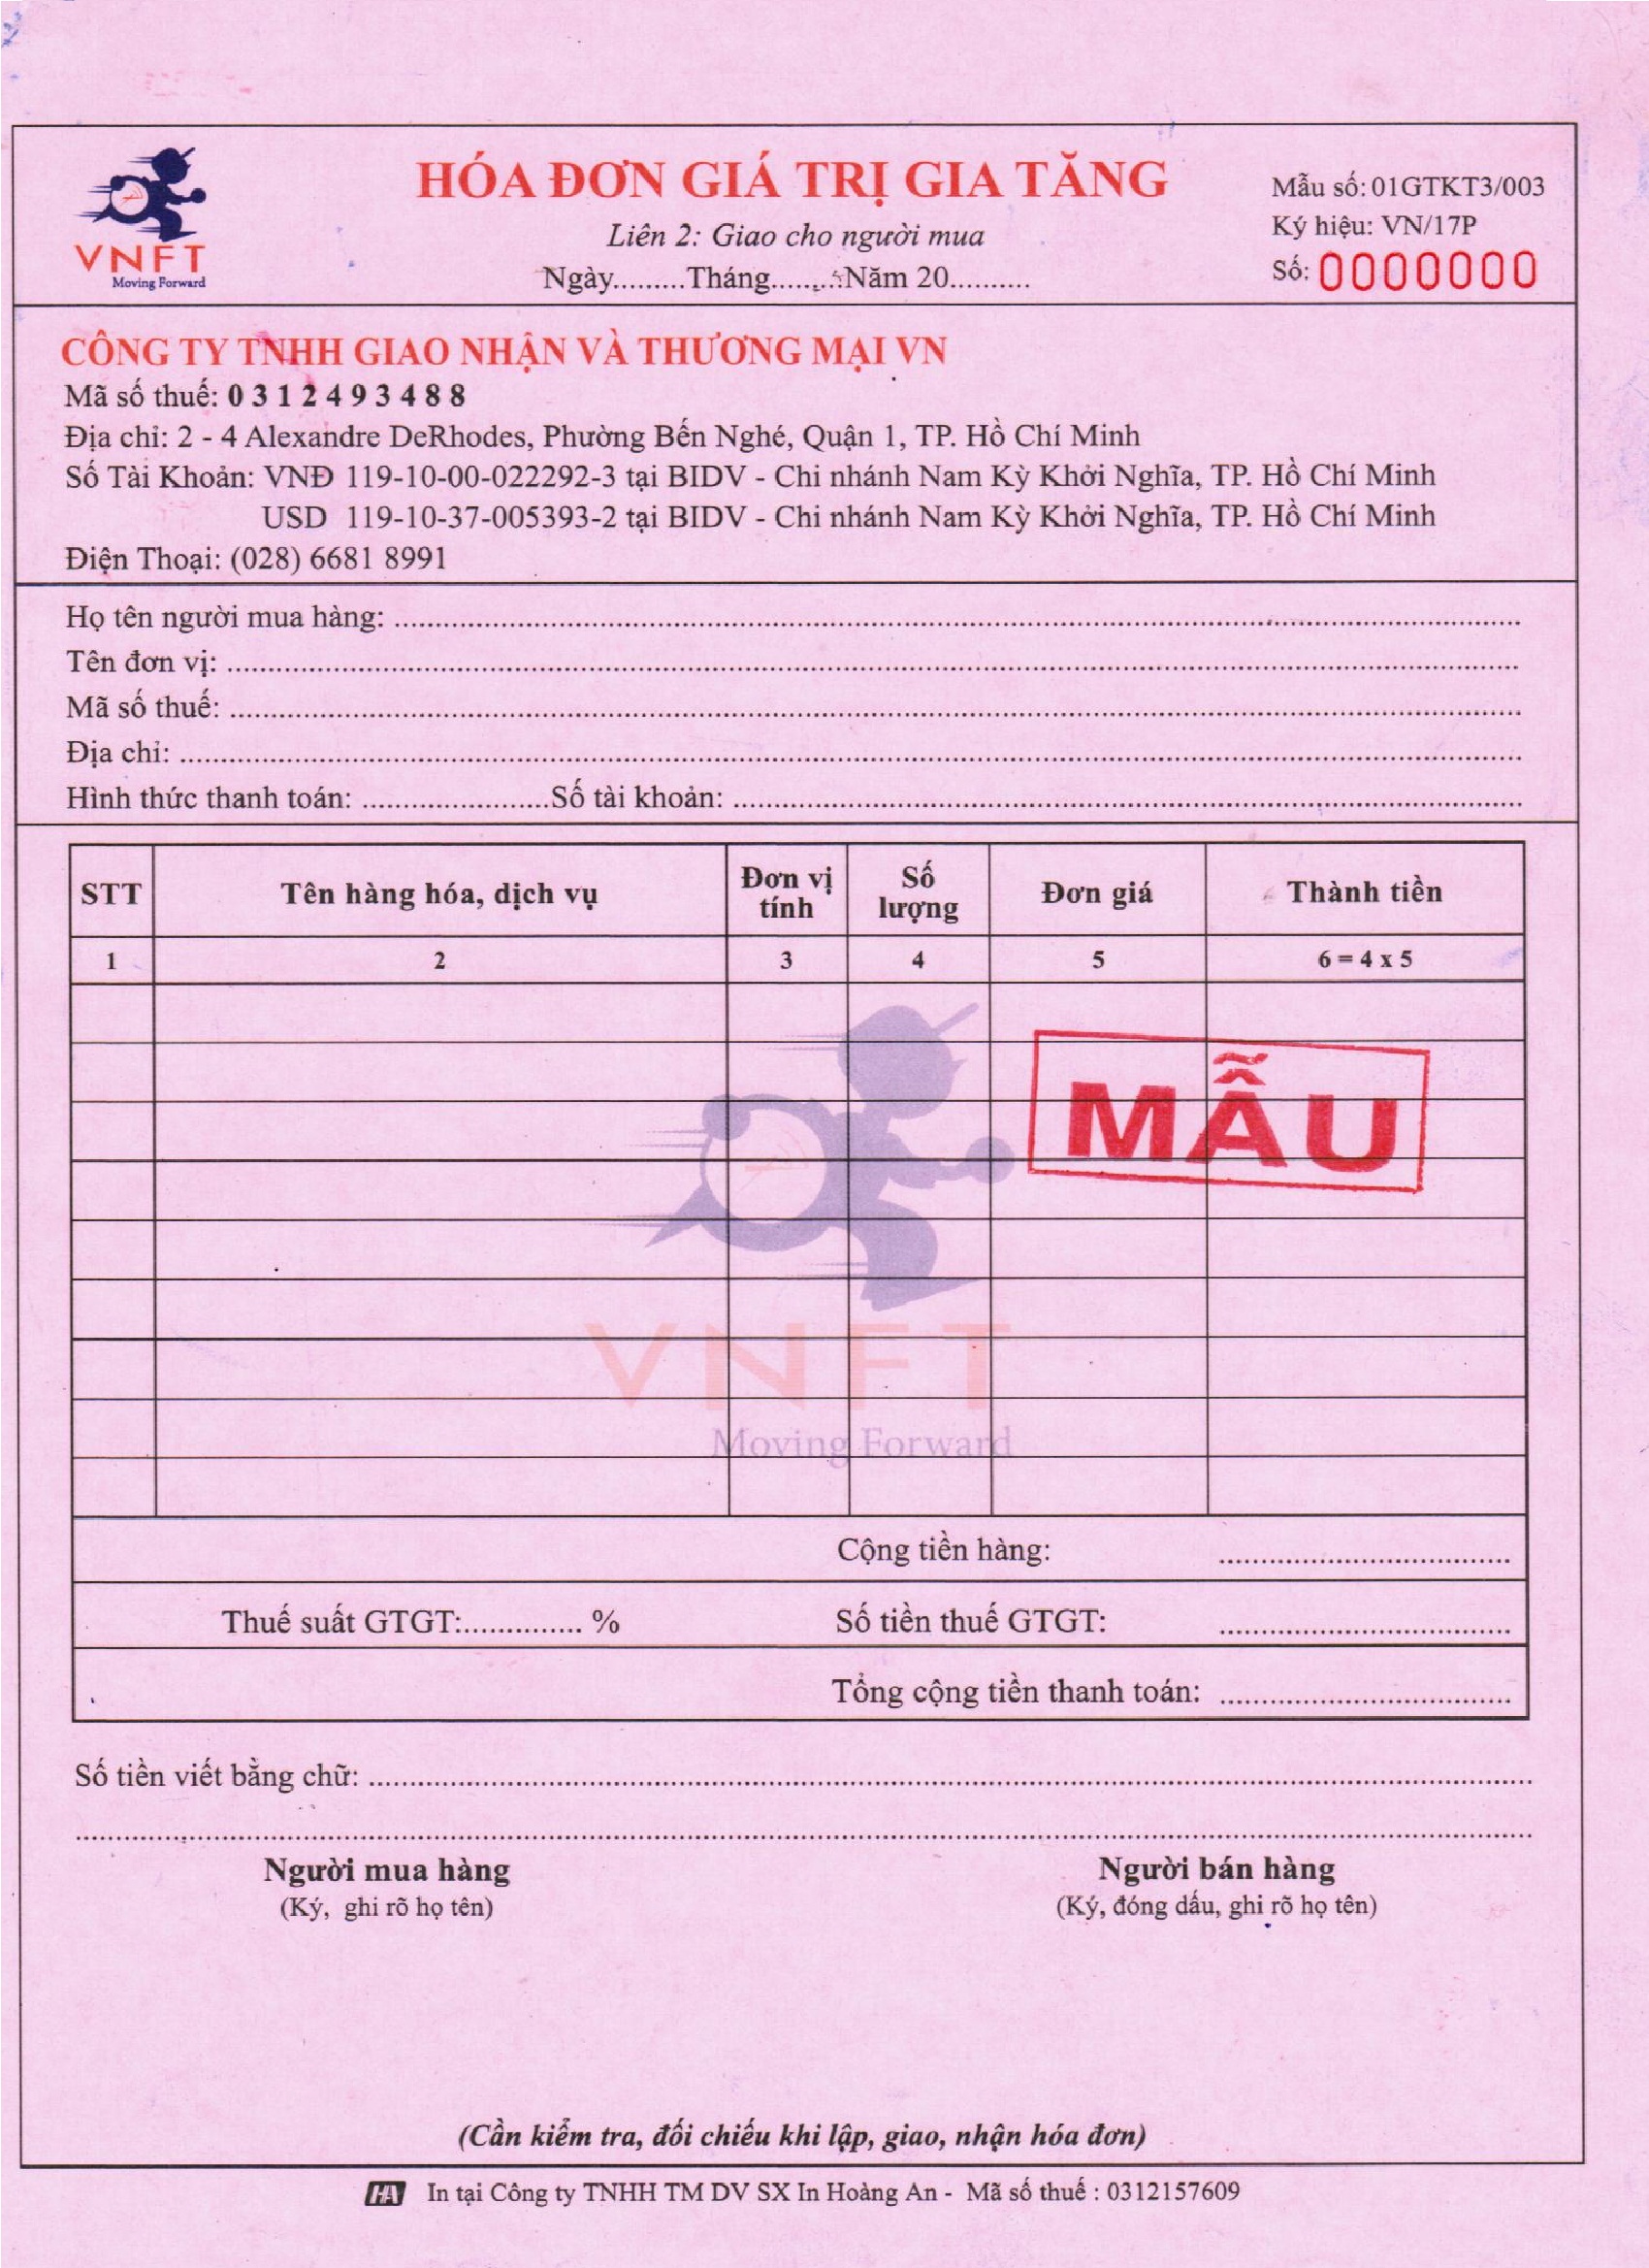 VNFT
Moving Forward
HÓA ĐƠN GIÁ TRỊ GIA TĂNG
Liên 2: Giao cho người mua
Ngày.........Tháng.........Năm 20..........
Mẫu số: 01GTKT3/003
Ký hiệu: VN/17P
Số: 0000000
CÔNG TY TNHH GIAO NHẬN VÀ THƯƠNG MẠI VN
Mã số thuế: 0 3 1 2 4 9 3 4 8 8
Địa chỉ: 2 - 4 Alexandre DeRhodes, Phường Bến Nghé, Quận 1, TP. Hồ Chí Minh
Số Tài Khoản: VNĐ 119-10-00-022292-3 tại BIDV - Chi nhánh Nam Kỳ Khởi Nghĩa, TP. Hồ Chí Minh
USD 119-10-37-005393-2 tại BIDV - Chi nhánh Nam Kỳ Khởi Nghĩa, TP. Hồ Chí Minh
Điện Thoại: (028) 6681 8991
Họ tên người mua hàng: ..........
Tên đơn vị: ..........
Mã số thuế: ..........
Địa chỉ: ..........
Hình thức thanh toán: ..........Số tài khoản: ..........
STT Tên hàng hóa, dịch vụ Đơn vị tính Số lượng Đơn giá Thành tiền
1 2 3 4 5 6 = 4 x 5
MẪU
VNFT
Moving Forward
Cộng tiền hàng: ..........
Thuế suất GTGT:.............. % Số tiền thuế GTGT: ..........
Tổng cộng tiền thanh toán: ..........
Số tiền viết bằng chữ: ..........
Người mua hàng Người bán hàng
(Ký, ghi rõ họ tên) (Ký, đóng dấu, ghi rõ họ tên)
(Cần kiểm tra, đối chiếu khi lập, giao, nhận hóa đơn)
HA In tại Công ty TNHH TM DV SX In Hoàng An - Mã số thuế : 0312157609